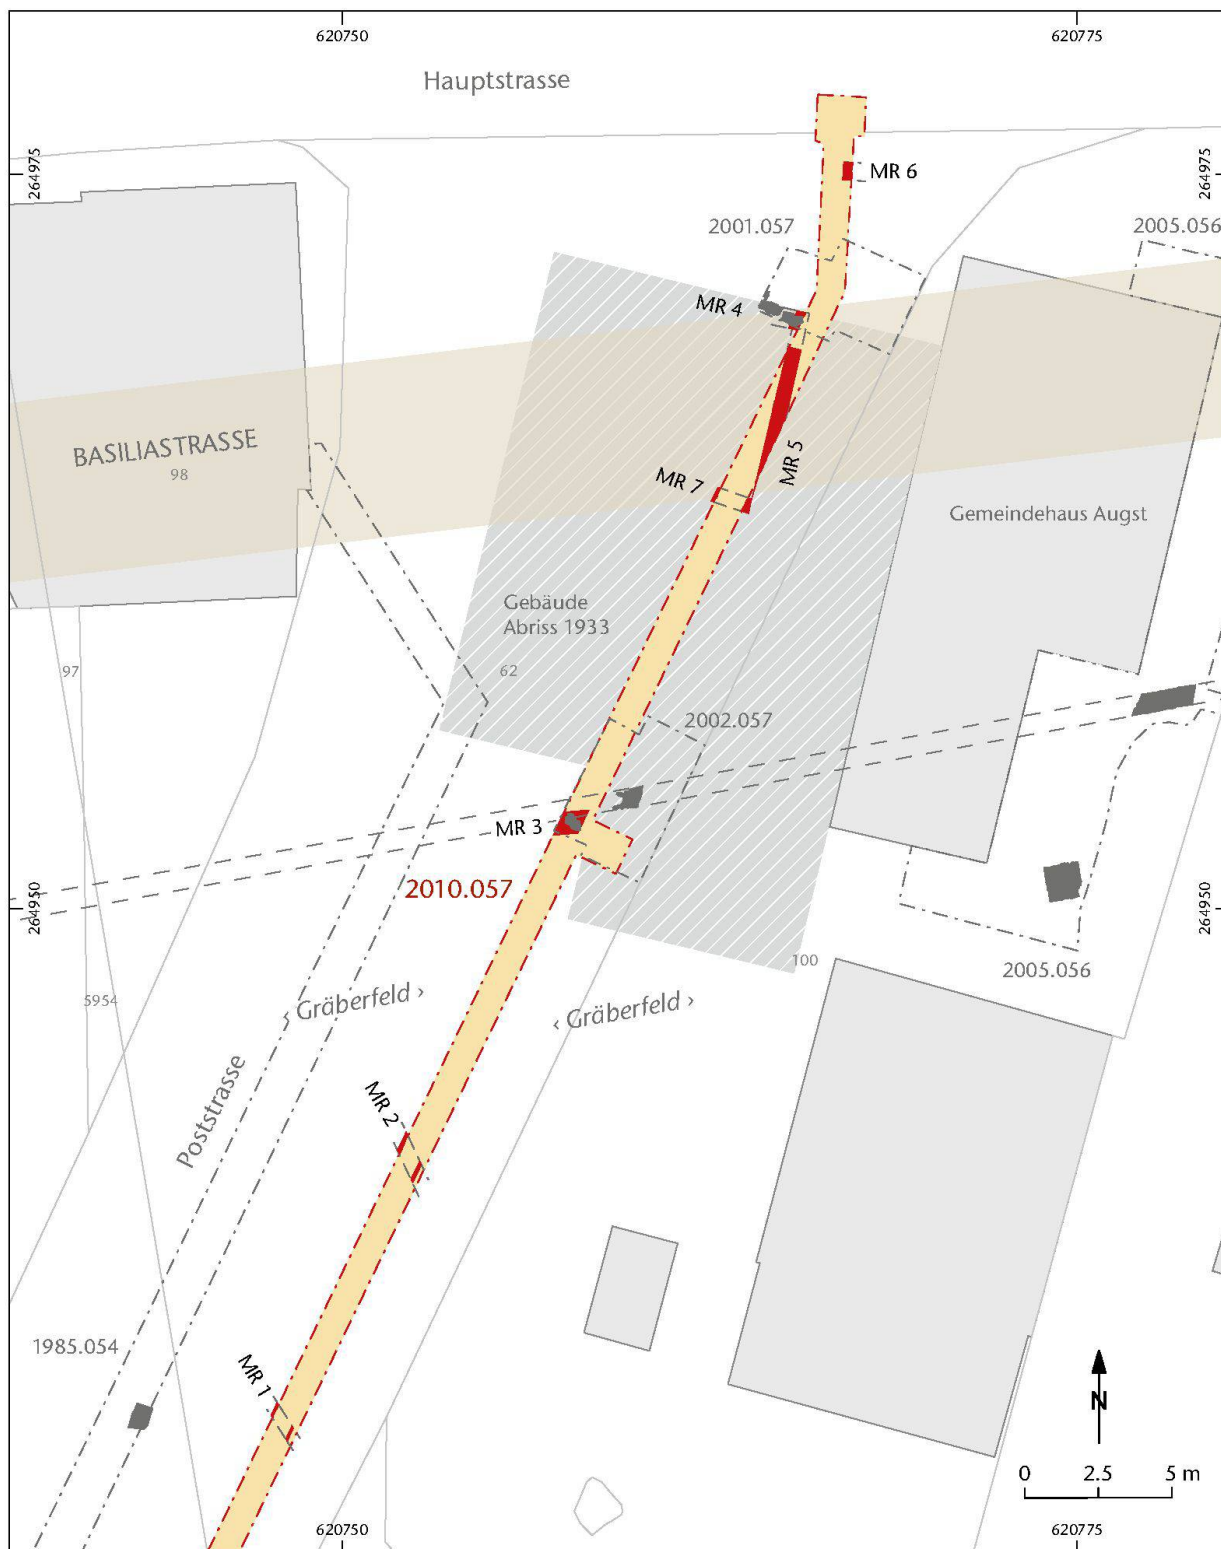 620750
620775
Hauptstrasse
264975
264975
MR 6
2001.057
2005.056
MR 4
BASILIASTRASSE
98
MR 5
MR 7
Gemeindehaus Augst
Gebäude
Abriss 1933
62
97
2002.057
MR 3
2010.057
264950
264950
100
2005.056
5954
‹ Gräberfeld ›
‹ Gräberfeld ›
Poststrasse
MR 2
1985.054
MR 1
N
0 2.5 5 m
620750
620775